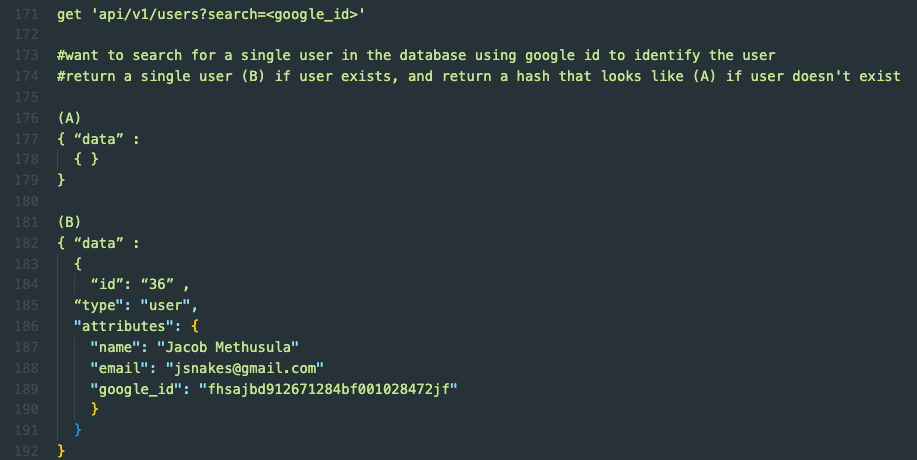 171 get 'api/v1/users?search=<google_id>'
172
173 #want to search for a single user in the database using google id to identify the user
174 #return a single user (B) if user exists, and return a hash that looks like (A) if user doesn't exist
175
176 (A)
177 { “data” :
178 { }
179 }
180
181 (B)
182 { “data” :
183 {
184 “id”: “36” ,
185 “type": "user",
186 "attributes": {
187 "name": "Jacob Methusula"
188 "email": "jsnakes@gmail.com"
189 "google_id": "fhsajbd912671284bf001028472jf"
190 }
191 }
192 }